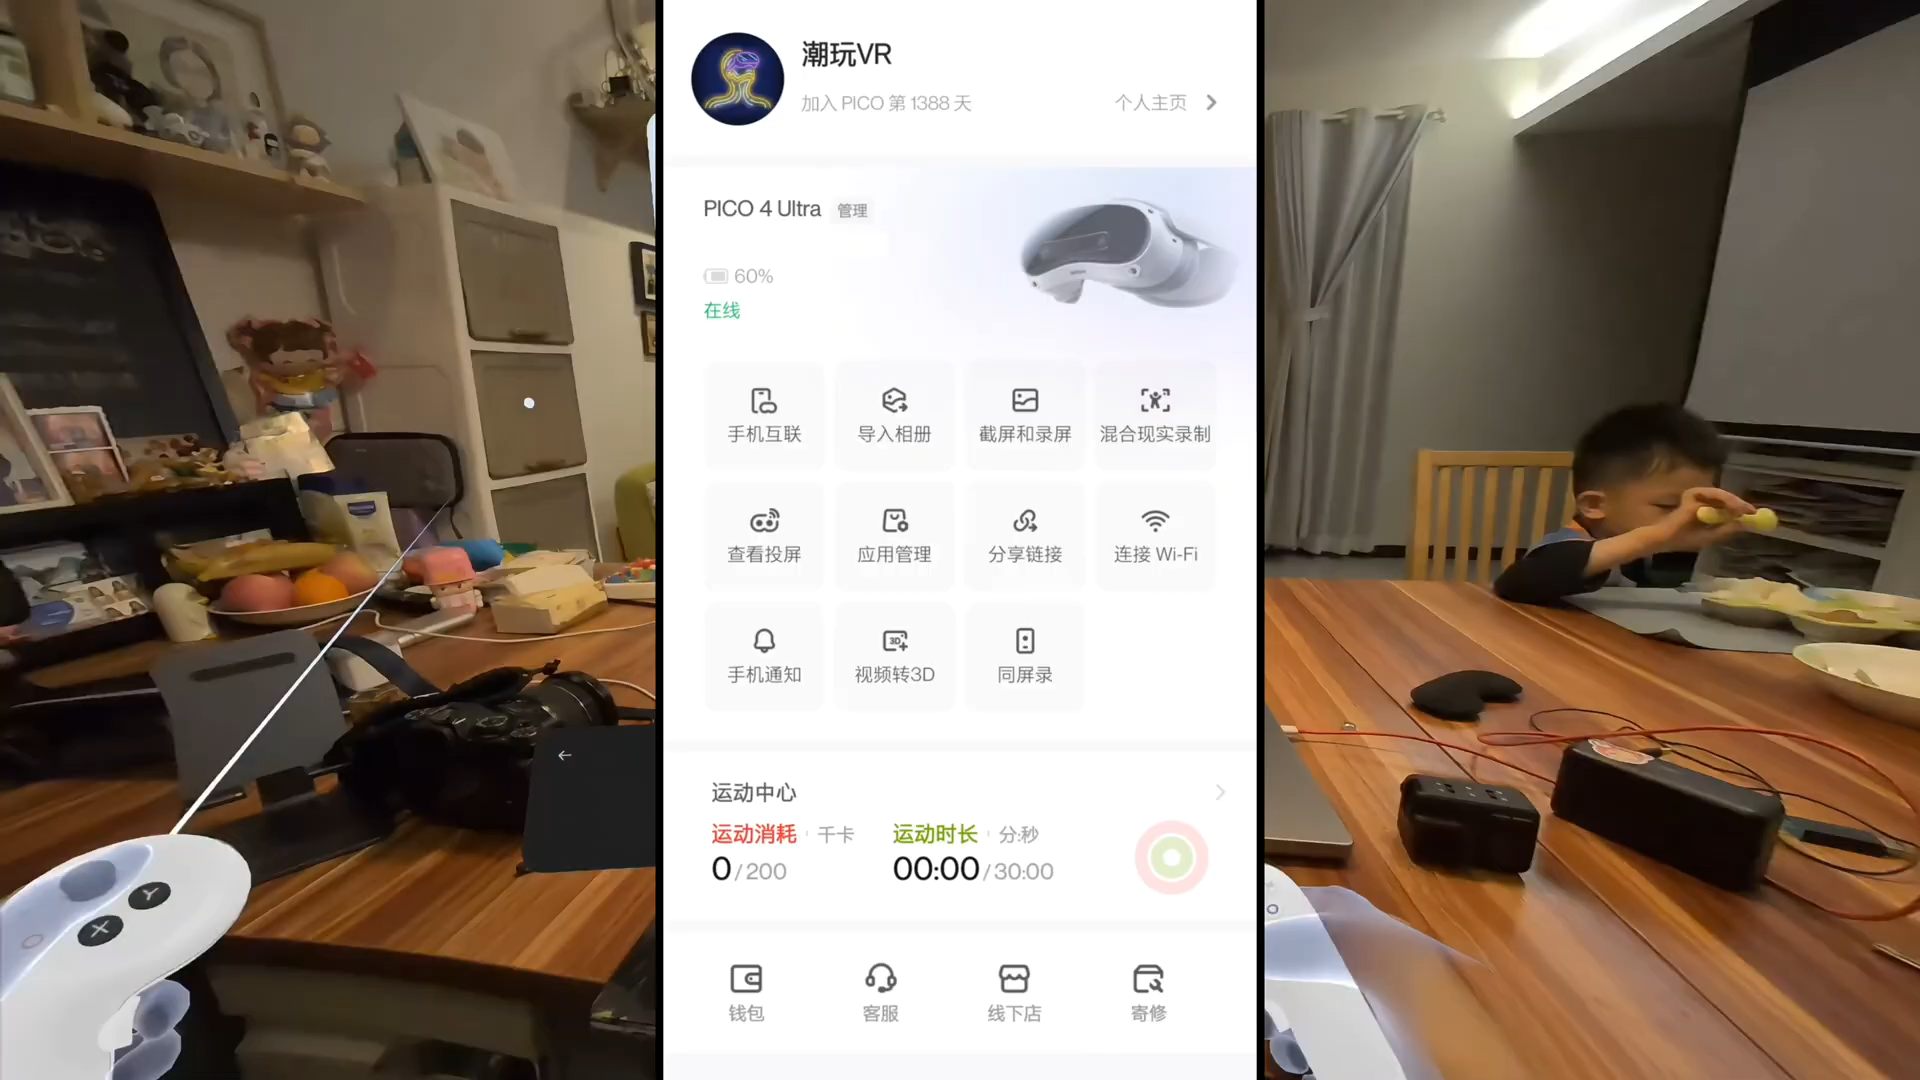 潮玩VR
加入 PICO 第 1388 天
个人主页
PICO 4 Ultra
管理
60%
在线
手机互联
导入相册
截屏和录屏
混合现实录制
查看投屏
应用管理
分享链接
连接 Wi-Fi
手机通知
视频转3D
同屏录
运动中心
运动消耗 千卡
运动时长 分:秒
0/200
00:00/30:00
钱包
客服
线下店
寄修
Y
X